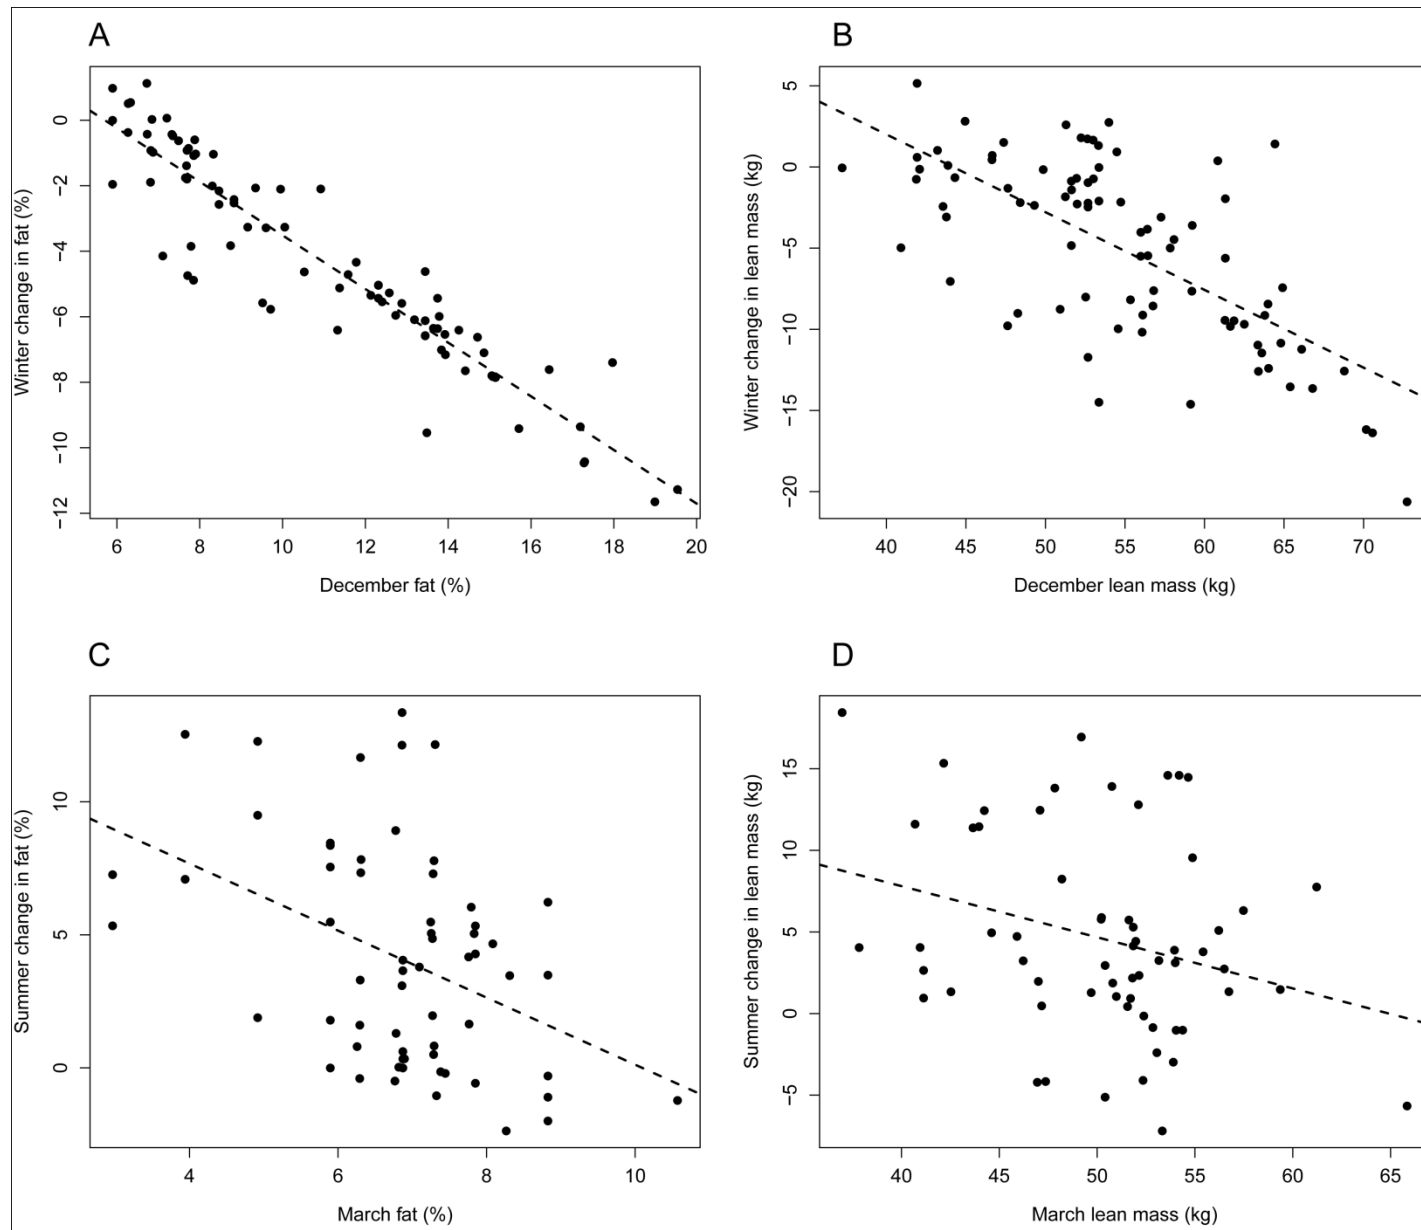 A
Winter change in fat (%)
0
−2
−4
−6
−8
−10
−12
6 8 10 12 14 16 18 20
December fat (%)
B
Winter change in lean mass (kg)
5
0
−5
−10
−15
−20
40 45 50 55 60 65 70
December lean mass (kg)
C
Summer change in fat (%)
10
5
0
4 6 8 10
March fat (%)
D
Summer change in lean mass (kg)
15
10
5
0
−5
40 45 50 55 60 65
March lean mass (kg)